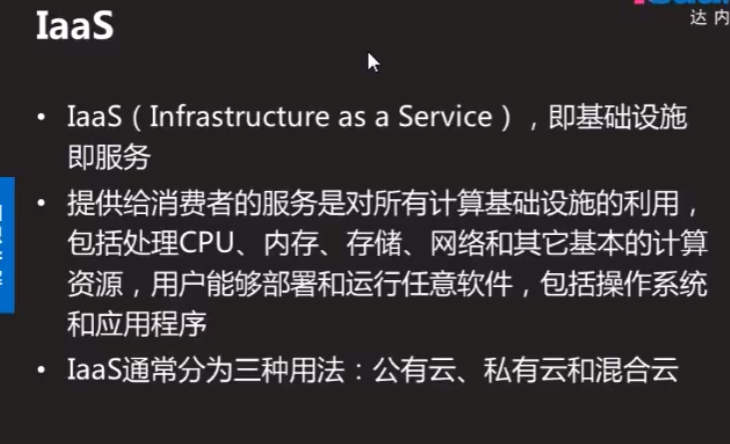 IaaS
达内
• IaaS（Infrastructure as a Service），即基础设施
即服务
• 提供给消费者的服务是对所有计算基础设施的利用，
包括处理CPU、内存、存储、网络和其它基本的计算
资源，用户能够部署和运行任意软件，包括操作系统
和应用程序
• IaaS通常分为三种用法：公有云、私有云和混合云